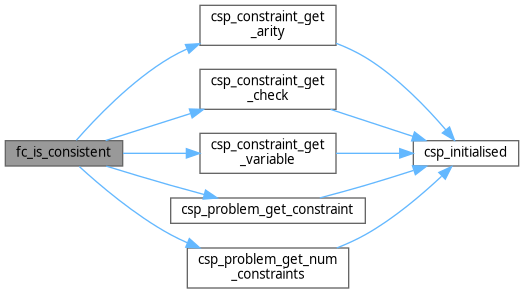 csp_constraint_get
_arity
csp_constraint_get
_check
fc_is_consistent
csp_constraint_get
_variable
csp_initialised
csp_problem_get_constraint
csp_problem_get_num
_constraints